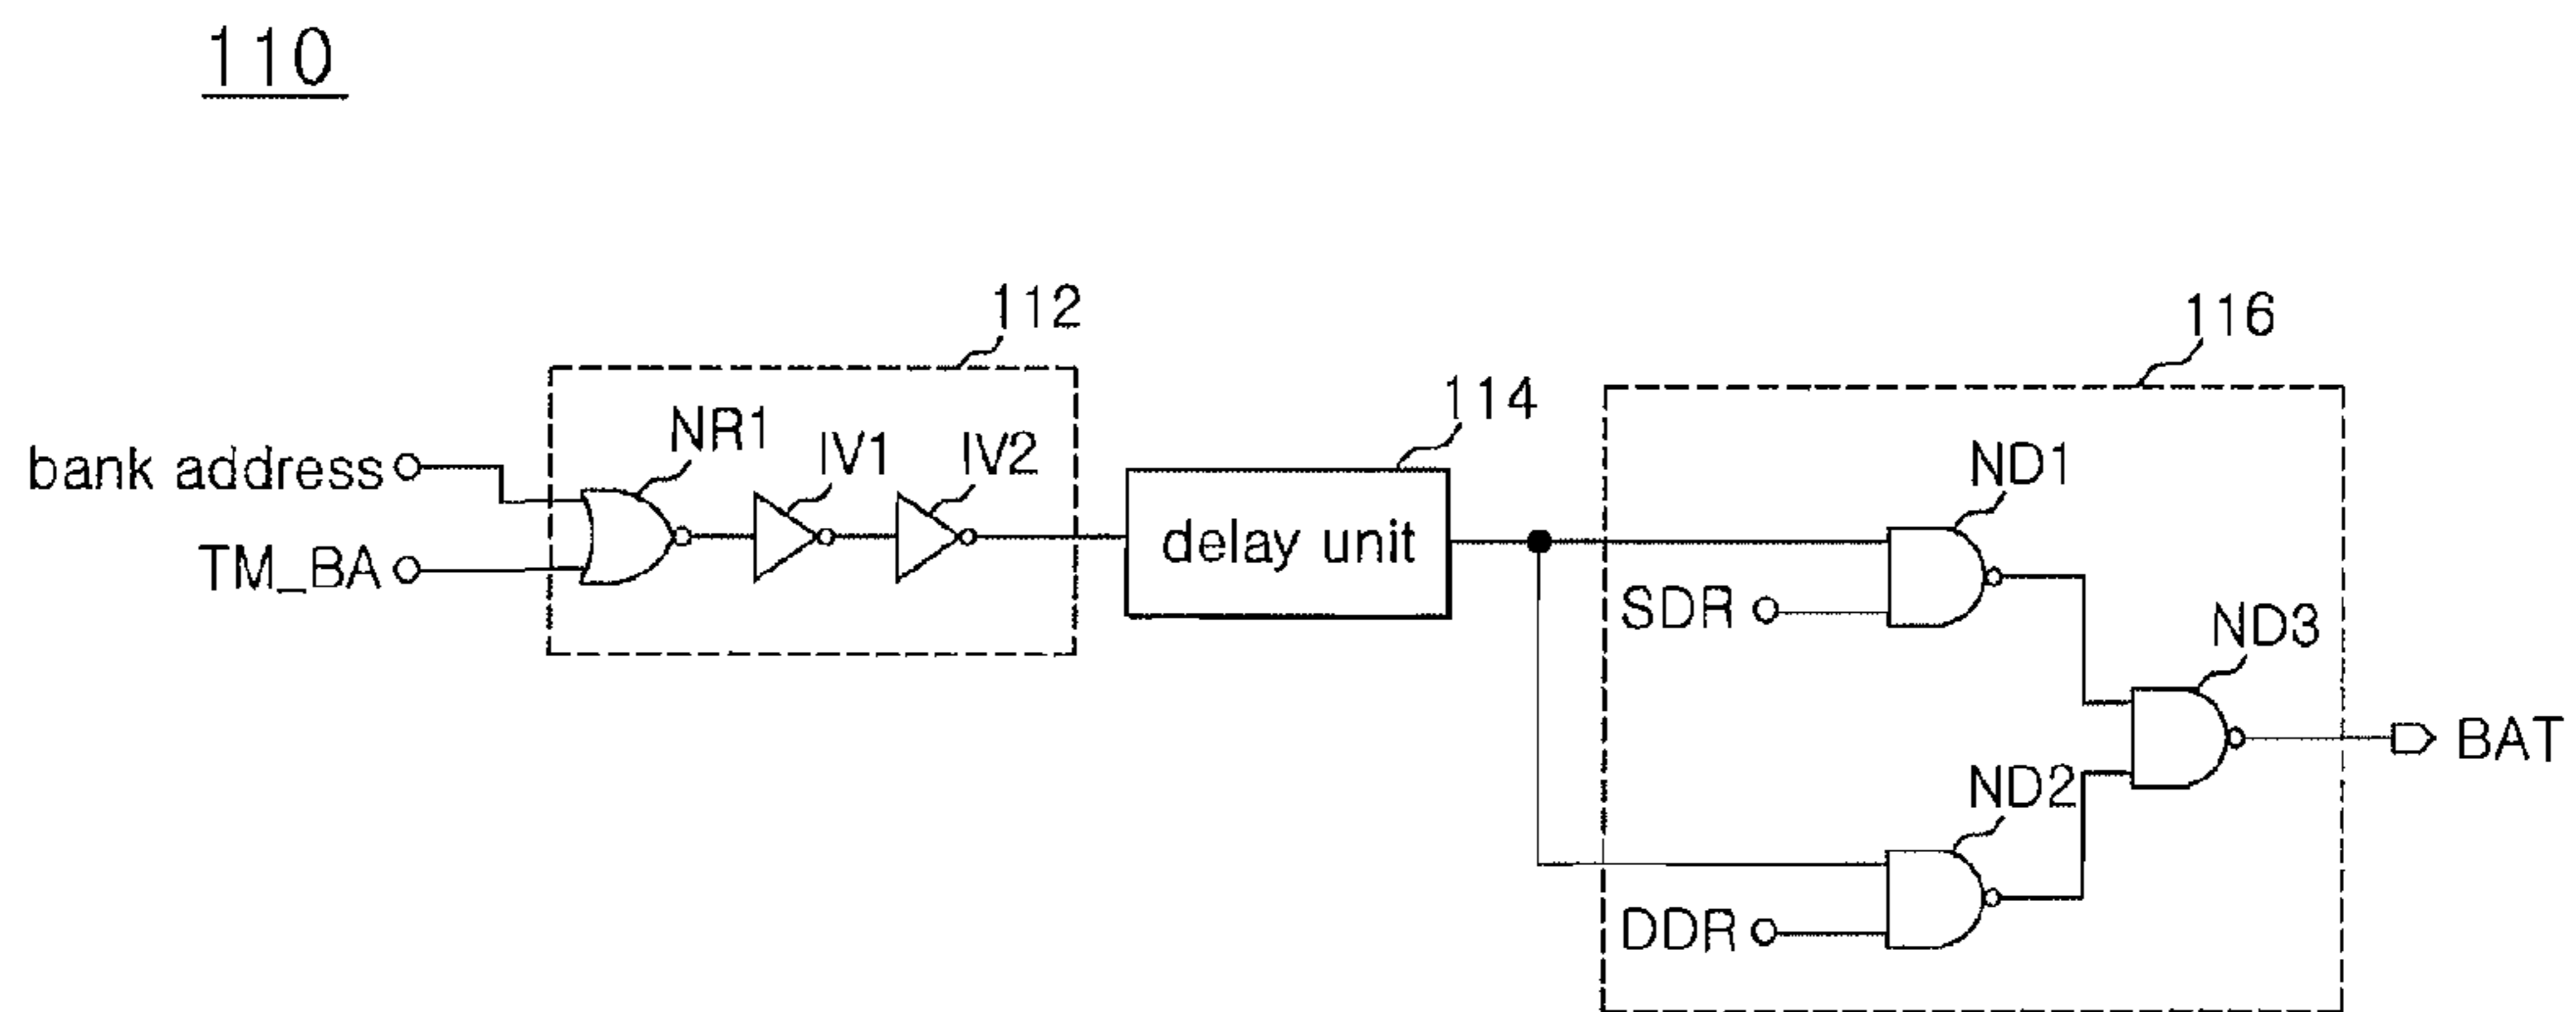 110
112
116
114
NR1
IV1
IV2
ND1
bank address
delay unit
TM_BA
SDR
ND3
BAT
ND2
DDR